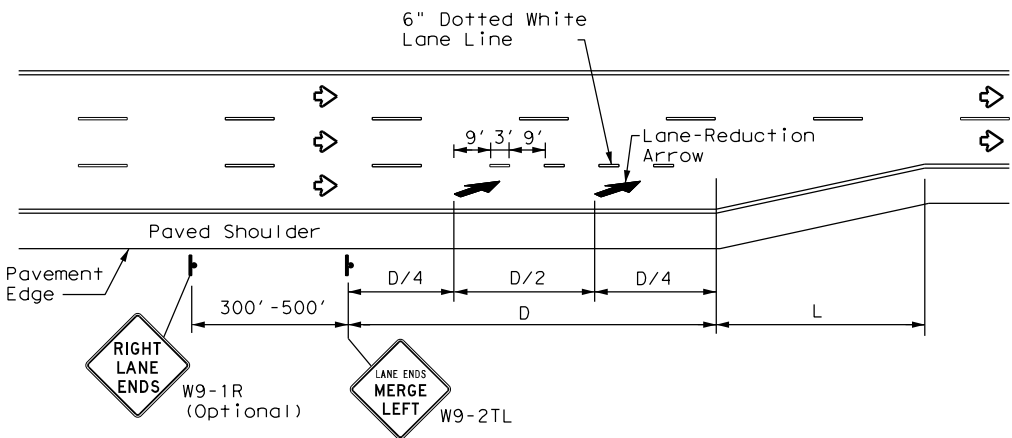 6" Dotted White
Lane Line
9' 3' 9'
Lane-Reduction
Arrow
Paved Shoulder
Pavement
Edge
D/4 D/2 D/4
300'-500' D L
RIGHT
LANE
ENDS
W9-1R
(Optional)
LANE ENDS
MERGE
LEFT
W9-2TL